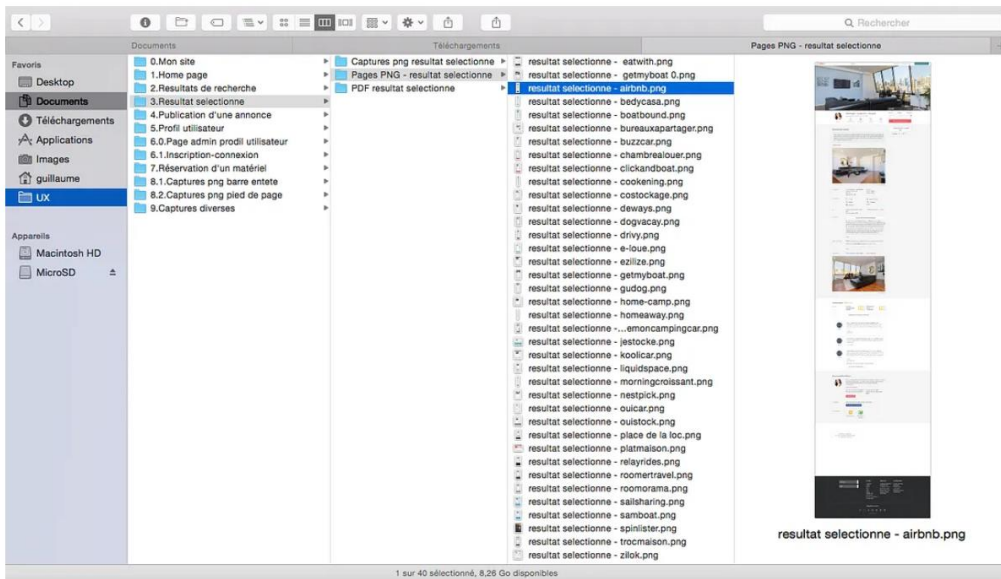 Rechercher
Documents
Téléchargements
Pages PNG - resultat selectionne
Favoris
Desktop
Documents
Téléchargements
Applications
Images
guillaume
UX
Appareils
Macintosh HD
MicroSD
0.Mon site
1.Home page
2.Resultats de recherche
3.Resultat selectionne
4.Publication d'une annonce
5.Profil utilisateur
6.0.Page admin prodil utilisateur
6.1.Inscription-connexion
7.Réservation d'un matériel
8.1.Captures png barre entete
8.2.Captures png pied de page
9.Captures diverses
Captures png resultat selectionne
Pages PNG - resultat selectionne
PDF resultat selectionne
resultat selectionne - eatwith.png
resultat selectionne - getmyboat 0.png
resultat selectionne - airbnb.png
resultat selectionne - bedycasa.png
resultat selectionne - boatbound.png
resultat selectionne - bureauxapartager.png
resultat selectionne - buzzcar.png
resultat selectionne - chambrealouer.png
resultat selectionne - clickandboat.png
resultat selectionne - cookening.png
resultat selectionne - costockage.png
resultat selectionne - deways.png
resultat selectionne - dogvacay.png
resultat selectionne - drivy.png
resultat selectionne - e-loue.png
resultat selectionne - ezilize.png
resultat selectionne - getmyboat.png
resultat selectionne - gudog.png
resultat selectionne - home-camp.png
resultat selectionne - homeaway.png
resultat selectionne -...emoncampingcar.png
resultat selectionne - jestocke.png
resultat selectionne - koolicar.png
resultat selectionne - liquidspace.png
resultat selectionne - morningcroissant.png
resultat selectionne - nestpick.png
resultat selectionne - ouicar.png
resultat selectionne - ouistock.png
resultat selectionne - place de la loc.png
resultat selectionne - platmaison.png
resultat selectionne - relayrides.png
resultat selectionne - roomertravel.png
resultat selectionne - roomorama.png
resultat selectionne - sailsharing.png
resultat selectionne - samboat.png
resultat selectionne - spinlister.png
resultat selectionne - trocmaison.png
resultat selectionne - zilok.png
resultat selectionne - airbnb.png
1 sur 40 sélectionné, 8,26 Go disponibles